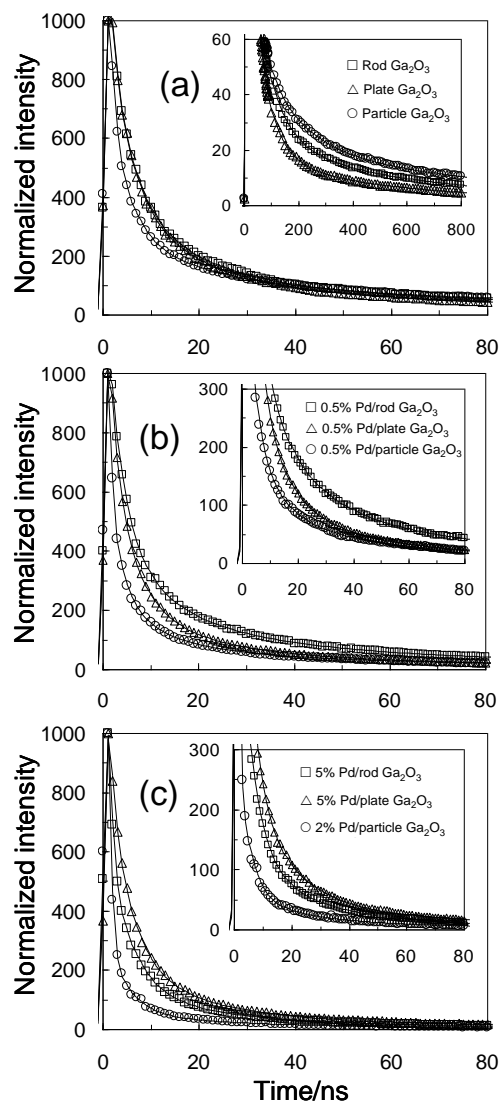 (a)
Normalized intensity
1000
800
600
400
200
0
0 20 40 60 80
60
40
20
0
0 200 400 600 800
Rod Ga₂O₃
Plate Ga₂O₃
Particle Ga₂O₃
(b)
Normalized intensity
1000
800
600
400
200
0
0 20 40 60 80
300
200
100
0
0 20 40 60 80
0.5% Pd/rod Ga₂O₃
0.5% Pd/plate Ga₂O₃
0.5% Pd/particle Ga₂O₃
(c)
Normalized intensity
1000
800
600
400
200
0
0 20 40 60 80
300
200
100
0
0 20 40 60 80
5% Pd/rod Ga₂O₃
5% Pd/plate Ga₂O₃
2% Pd/particle Ga₂O₃
Time/ns